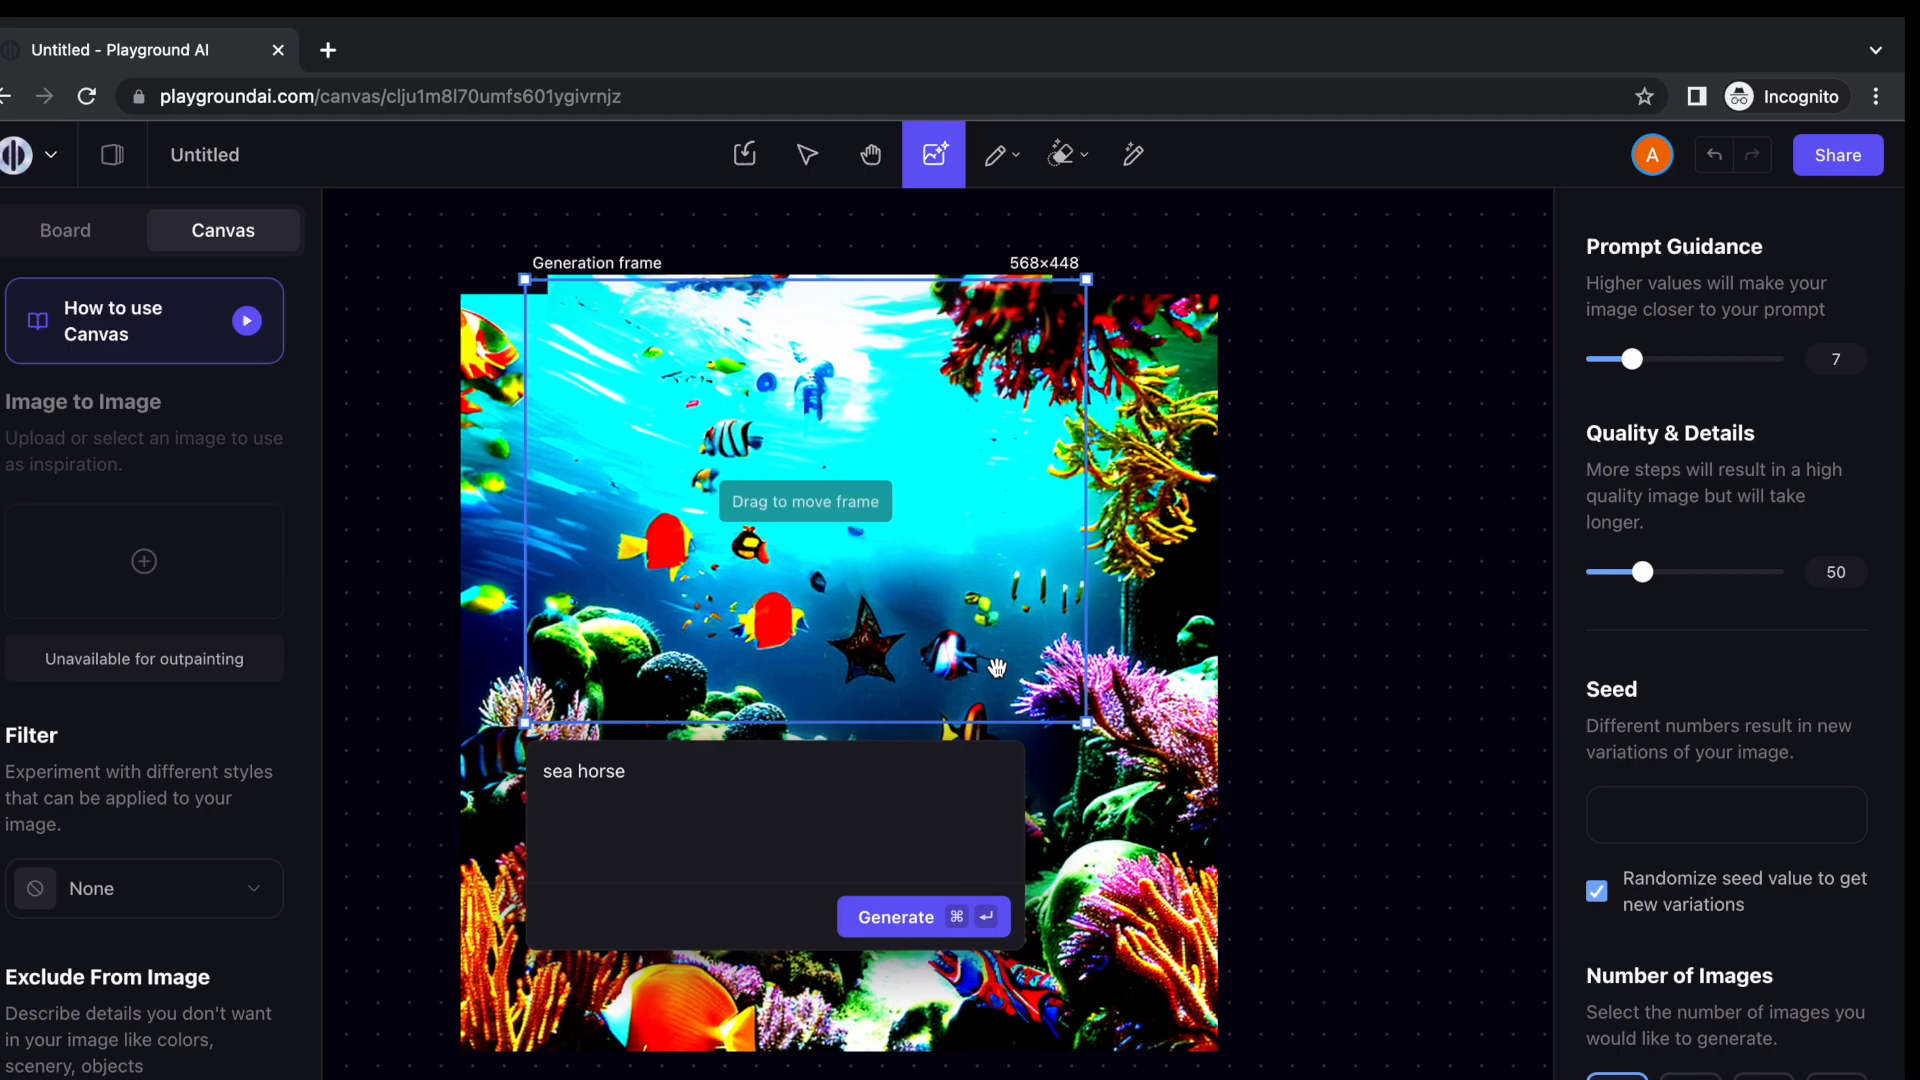 Untitled - Playground AI
playgroundai.com/canvas/clju1m8l70umfs601ygivrnjz
Incognito
Untitled
A
Share
Board
Canvas
How to use
Canvas
Image to Image
Upload or select an image to use
as inspiration.
Unavailable for outpainting
Filter
Experiment with different styles
that can be applied to your
image.
None
Exclude From Image
Describe details you don't want
in your image like colors,
scenery, objects
Generation frame
568×448
Drag to move frame
sea horse
Generate ⌘ ↵
Prompt Guidance
Higher values will make your
image closer to your prompt
7
Quality & Details
More steps will result in a high
quality image but will take
longer.
50
Seed
Different numbers result in new
variations of your image.
Randomize seed value to get
new variations
Number of Images
Select the number of images you
would like to generate.